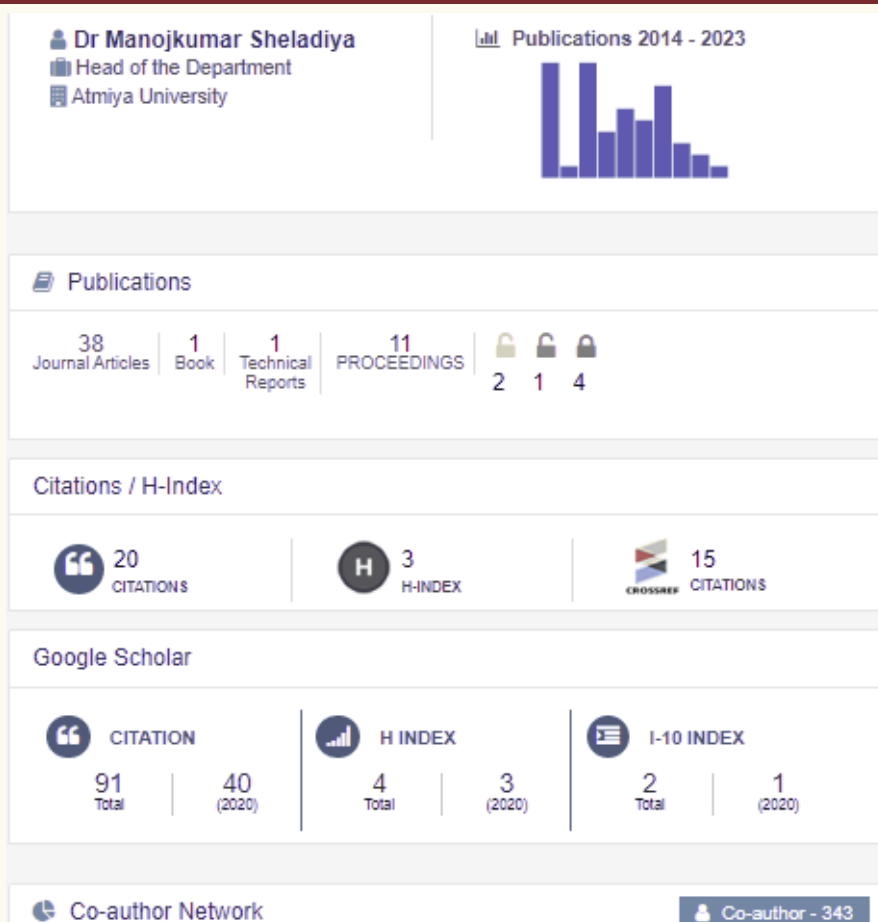 Dr Manojkumar Sheladiya
Head of the Department
Atmiya University
Publications 2014 - 2023
Publications
38 1 1 11
Journal Articles Book Technical PROCEEDINGS
Reports
2 1 4
Citations / H-Index
20 3 15
CITATIONS H-INDEX CROSSREF CITATIONS
H
Google Scholar
CITATION H INDEX I-10 INDEX
91 40 4 3 2 1
Total (2020) Total (2020) Total (2020)
Co-author Network Co-author - 343